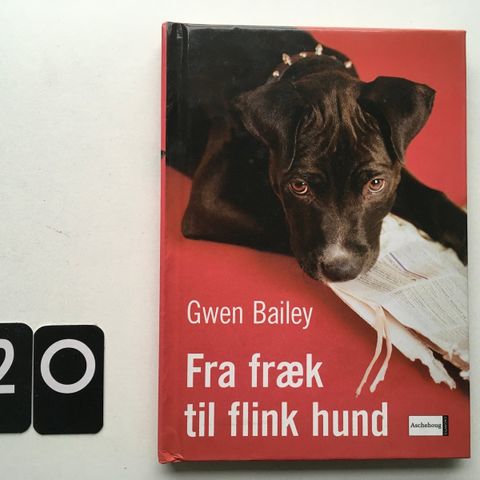 Gwen Bailey
Fra fræk
til flink hund
Aschehoug
20